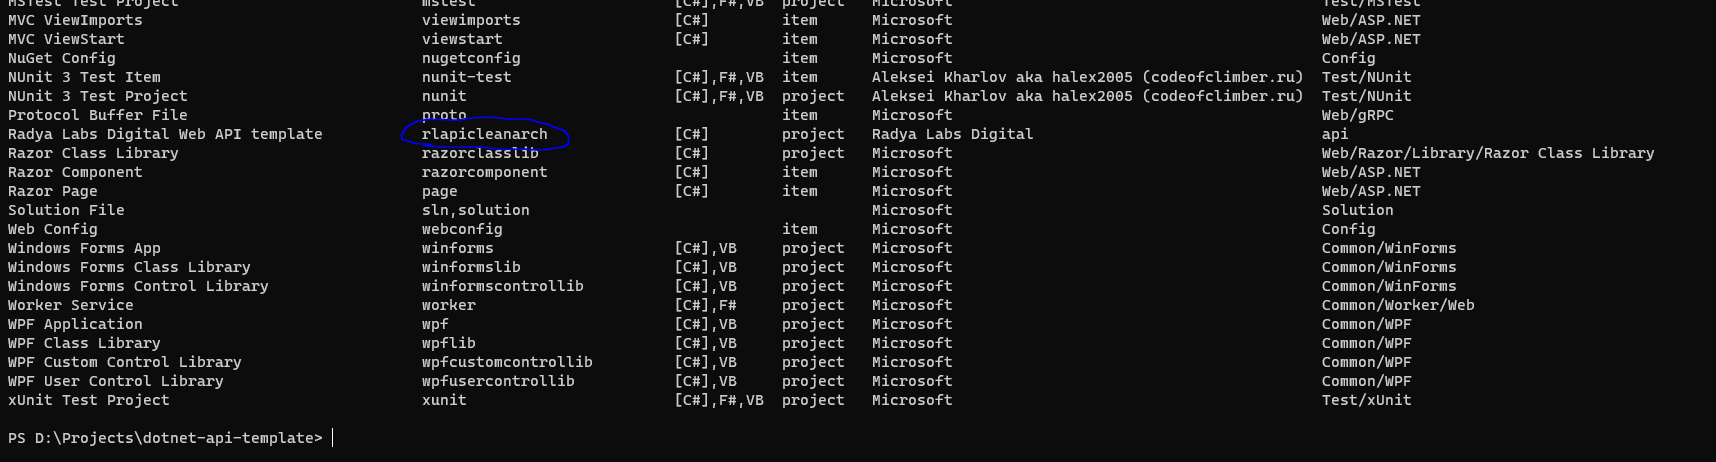 MSTest Test Project mstest [C#],F#,VB project Microsoft Test/MSTest
MVC ViewImports viewimports [C#] item Microsoft Web/ASP.NET
MVC ViewStart viewstart [C#] item Microsoft Web/ASP.NET
NuGet Config nugetconfig item Microsoft Config
NUnit 3 Test Item nunit-test [C#],F#,VB item Aleksei Kharlov aka halex2005 (codeofclimber.ru) Test/NUnit
NUnit 3 Test Project nunit [C#],F#,VB project Aleksei Kharlov aka halex2005 (codeofclimber.ru) Test/NUnit
Protocol Buffer File proto item Microsoft Web/gRPC
Radya Labs Digital Web API template rlapicleanarch [C#] project Radya Labs Digital api
Razor Class Library razorclasslib [C#] project Microsoft Web/Razor/Library/Razor Class Library
Razor Component razorcomponent [C#] item Microsoft Web/ASP.NET
Razor Page page [C#] item Microsoft Web/ASP.NET
Solution File sln,solution Microsoft Solution
Web Config webconfig item Microsoft Config
Windows Forms App winforms [C#],VB project Microsoft Common/WinForms
Windows Forms Class Library winformslib [C#],VB project Microsoft Common/WinForms
Windows Forms Control Library winformscontrollib [C#],VB project Microsoft Common/WinForms
Worker Service worker [C#],F# project Microsoft Common/Worker/Web
WPF Application wpf [C#],VB project Microsoft Common/WPF
WPF Class Library wpflib [C#],VB project Microsoft Common/WPF
WPF Custom Control Library wpfcustomcontrollib [C#],VB project Microsoft Common/WPF
WPF User Control Library wpfusercontrollib [C#],VB project Microsoft Common/WPF
xUnit Test Project xunit [C#],F#,VB project Microsoft Test/xUnit
PS D:\Projects\dotnet-api-template>